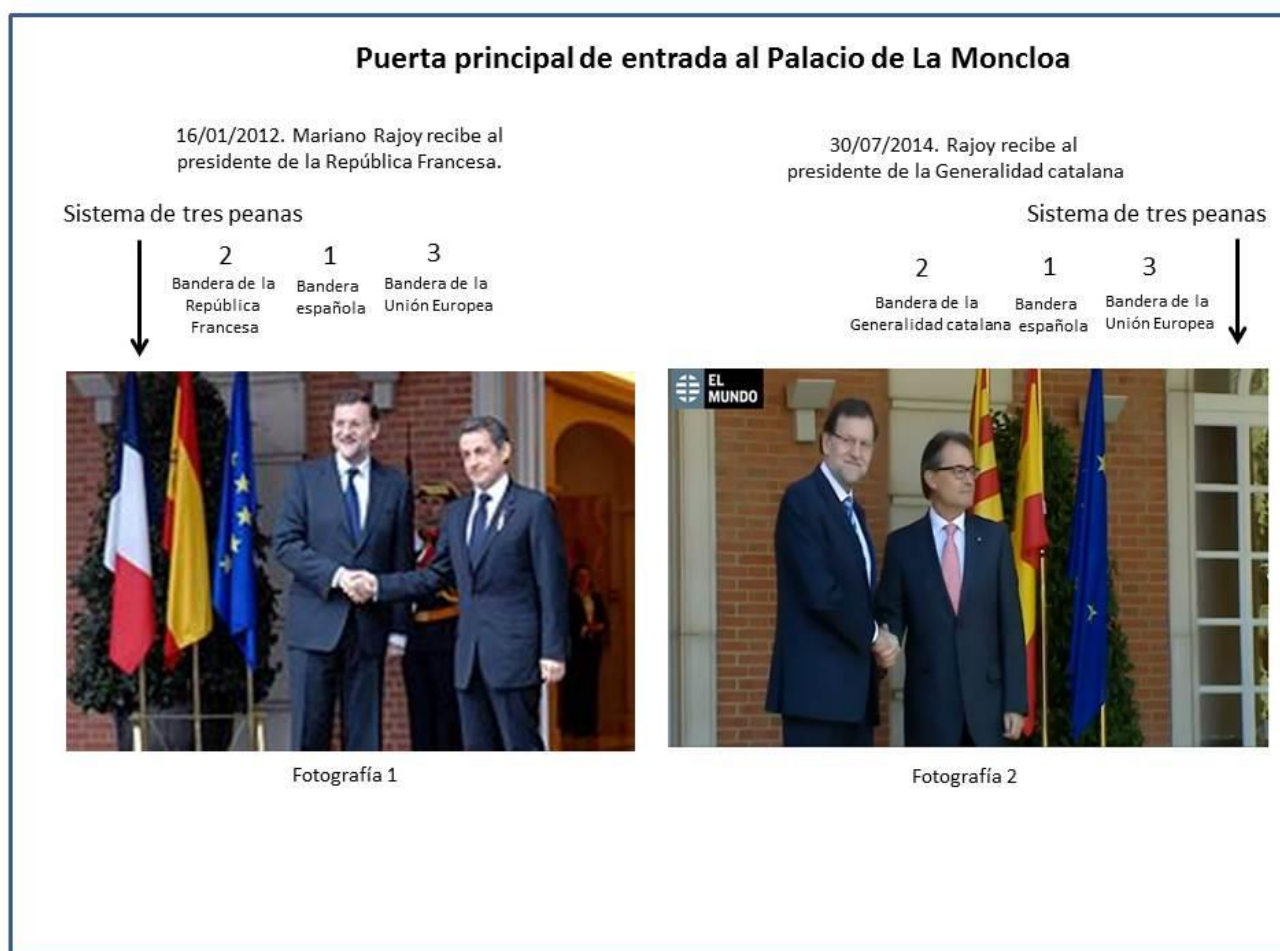 Puerta principal de entrada al Palacio de La Moncloa
16/01/2012. Mariano Rajoy recibe al
presidente de la República Francesa.
Sistema de tres peanas
2
Bandera de la
República
Francesa
1
Bandera
española
3
Bandera de la
Unión Europea
30/07/2014. Rajoy recibe al
presidente de la Generalidad catalana
Sistema de tres peanas
2
Bandera de la
Generalidad catalana
1
Bandera
española
3
Bandera de la
Unión Europea
EL
MUNDO
Fotografía 1
Fotografía 2